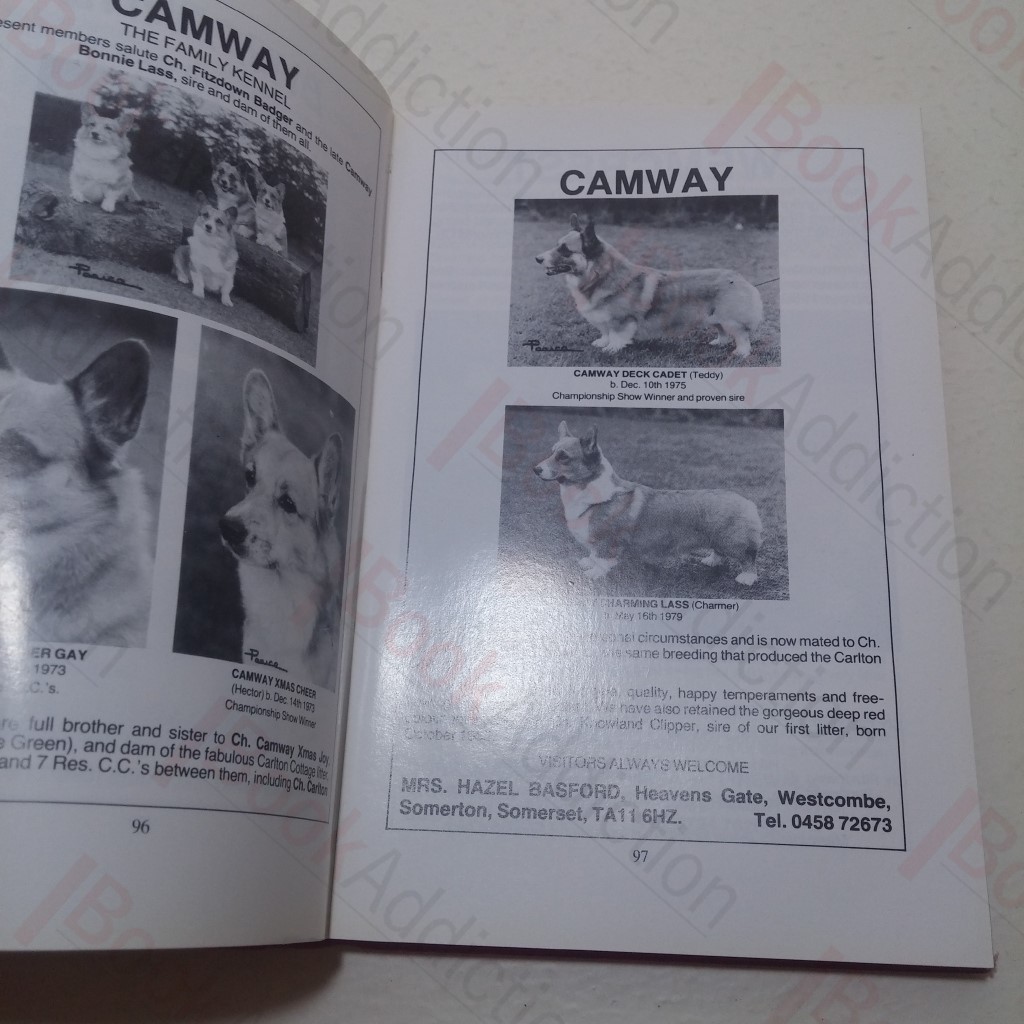 CAMWAY
THE FAMILY KENNEL
esent members salute Ch. Fitzdown Badger and the late Camway
Bonnie Lass, sire and dam of them all.
ER GAY
1973
C.C.'s.
CAMWAY XMAS CHEER
(Hector) b. Dec. 14th 1973
Championship Show Winner
are full brother and sister to Ch. Camway Xmas Joy,
e Green), and dam of the fabulous Carlton Cottage litter,
and 7 Res. C.C.'s between them, including Ch. Carlton
96
CAMWAY
CAMWAY DECK CADET (Teddy)
b. Dec. 10th 1975
Championship Show Winner and proven sire
CHARMING LASS (Charmer)
May 16th 1979
circumstances and is now mated to Ch.
same breeding that produced the Carlton
quality, happy temperaments and free-
have also retained the gorgeous deep red
Knowland Clipper, sire of our first litter, born
October
VISITORS ALWAYS WELCOME
MRS. HAZEL BASFORD, Heavens Gate, Westcombe,
Somerton, Somerset, TA11 6HZ. Tel. 0458 72673
97
BookAddiction